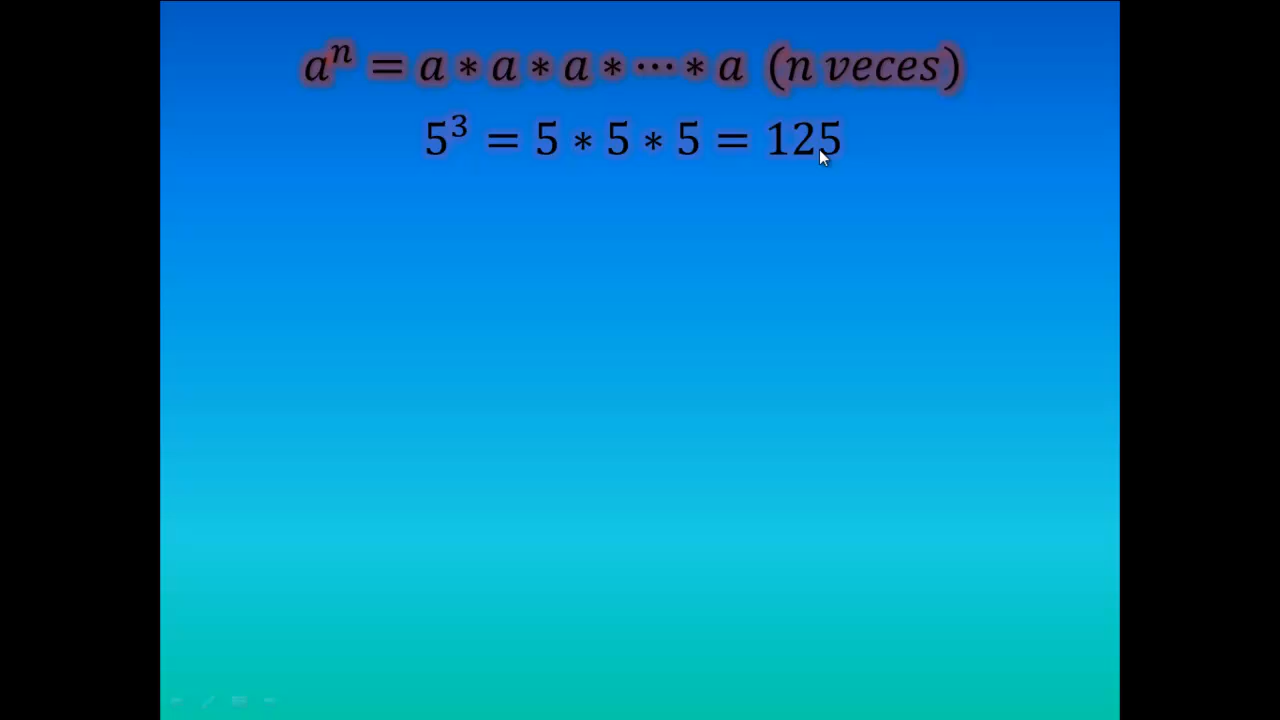 aⁿ = a ∗ a ∗ a ∗ ⋯ ∗ a (n veces)
5³ = 5 ∗ 5 ∗ 5 = 125